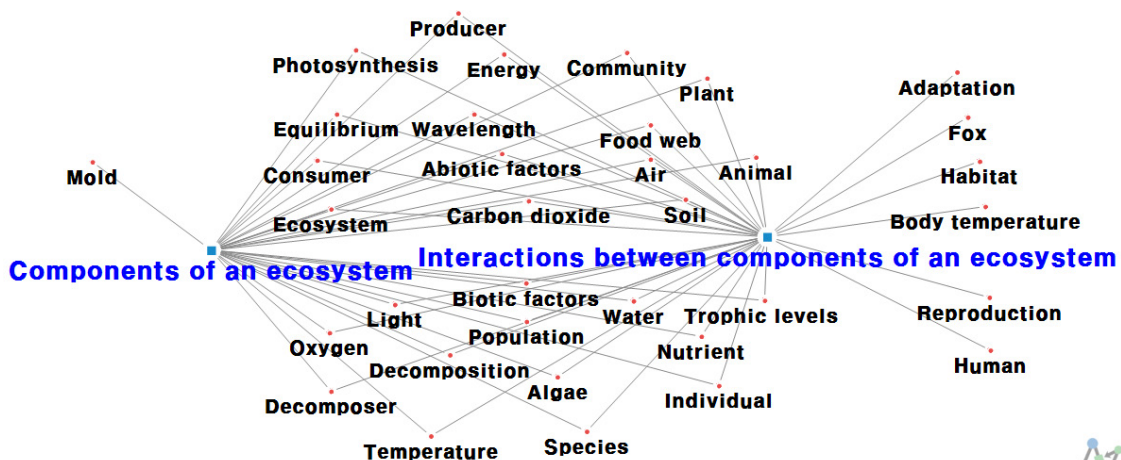 Producer
Photosynthesis
Energy
Community
Plant
Adaptation
Equilibrium
Wavelength
Food web
Fox
Mold
Consumer
Abiotic factors
Air
Animal
Habitat
Ecosystem
Carbon dioxide
Soil
Body temperature
Components of an ecosystem
Interactions between components of an ecosystem
Biotic factors
Light
Water
Trophic levels
Reproduction
Population
Oxygen
Nutrient
Decomposition
Human
Algae
Individual
Decomposer
Temperature
Species